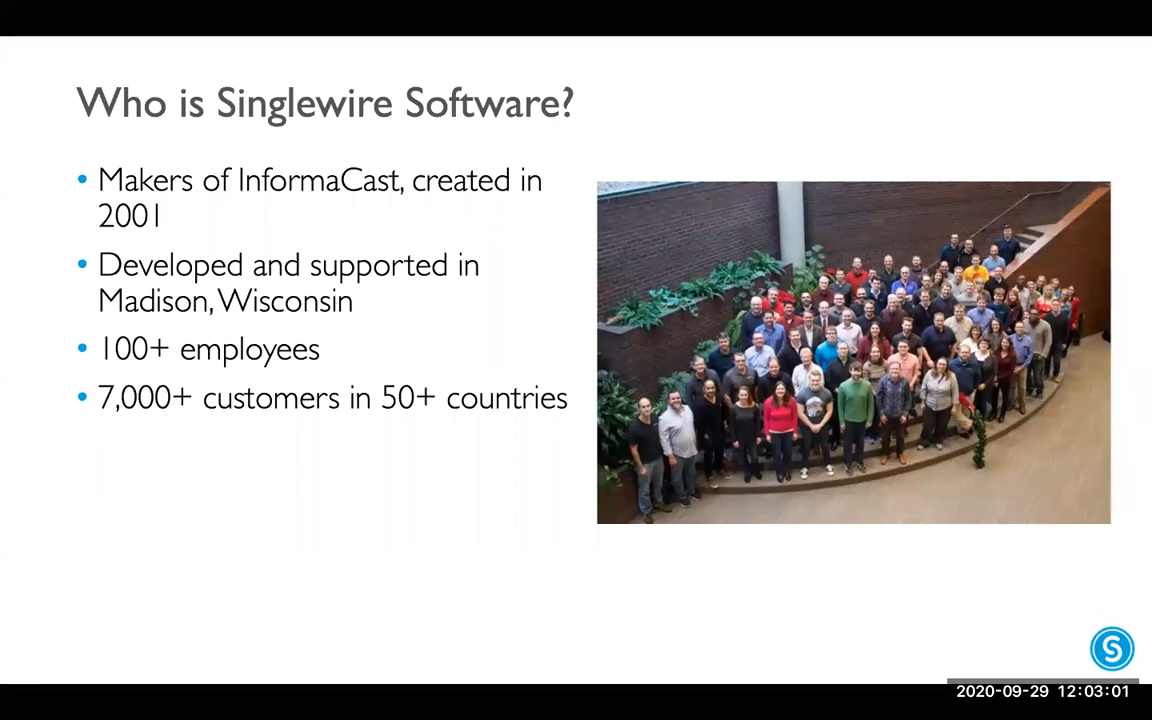 Who is Singlewire Software?
• Makers of InformaCast, created in
2001
• Developed and supported in
Madison, Wisconsin
• 100+ employees
• 7,000+ customers in 50+ countries
S
2020-09-29 12:03:01